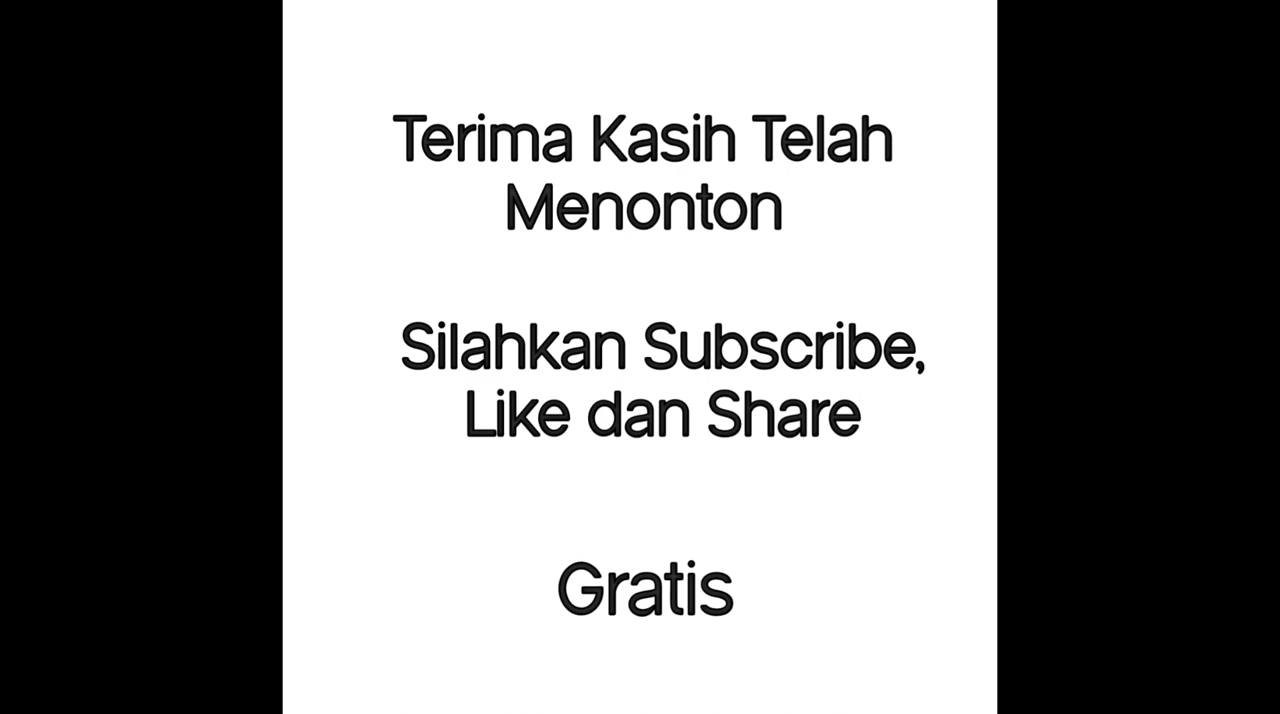 Terima Kasih Telah
Menonton
Silahkan Subscribe,
Like dan Share
Gratis